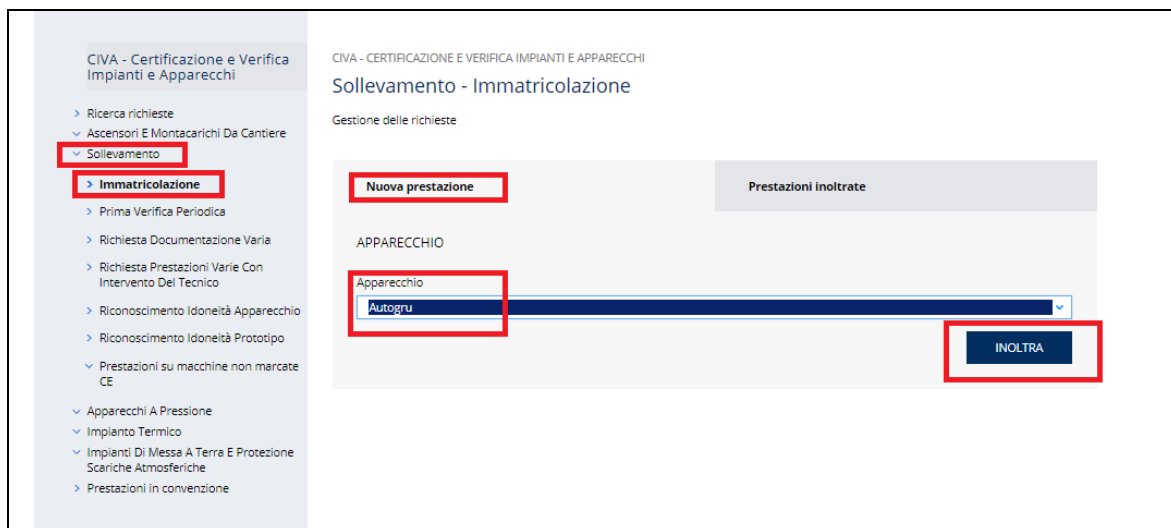 CIVA - Certificazione e Verifica
Impianti e Apparecchi
Ricerca richieste
Ascensori E Montacarichi Da Cantiere
Sollevamento
Immatricolazione
Prima Verifica Periodica
Richiesta Documentazione Varia
Richiesta Prestazioni Varie Con
Intervento Del Tecnico
Riconoscimento Idoneità Apparecchio
Riconoscimento Idoneità Prototipo
Prestazioni su macchine non marcate
CE
Apparecchi A Pressione
Impianto Termico
Impianti Di Messa A Terra E Protezione
Scariche Atmosferiche
Prestazioni in convenzione
CIVA - CERTIFICAZIONE E VERIFICA IMPIANTI E APPARECCHI
Sollevamento - Immatricolazione
Gestione delle richieste
Nuova prestazione
Prestazioni inoltrate
APPARECCHIO
Apparecchio
Autogru
INOLTRA